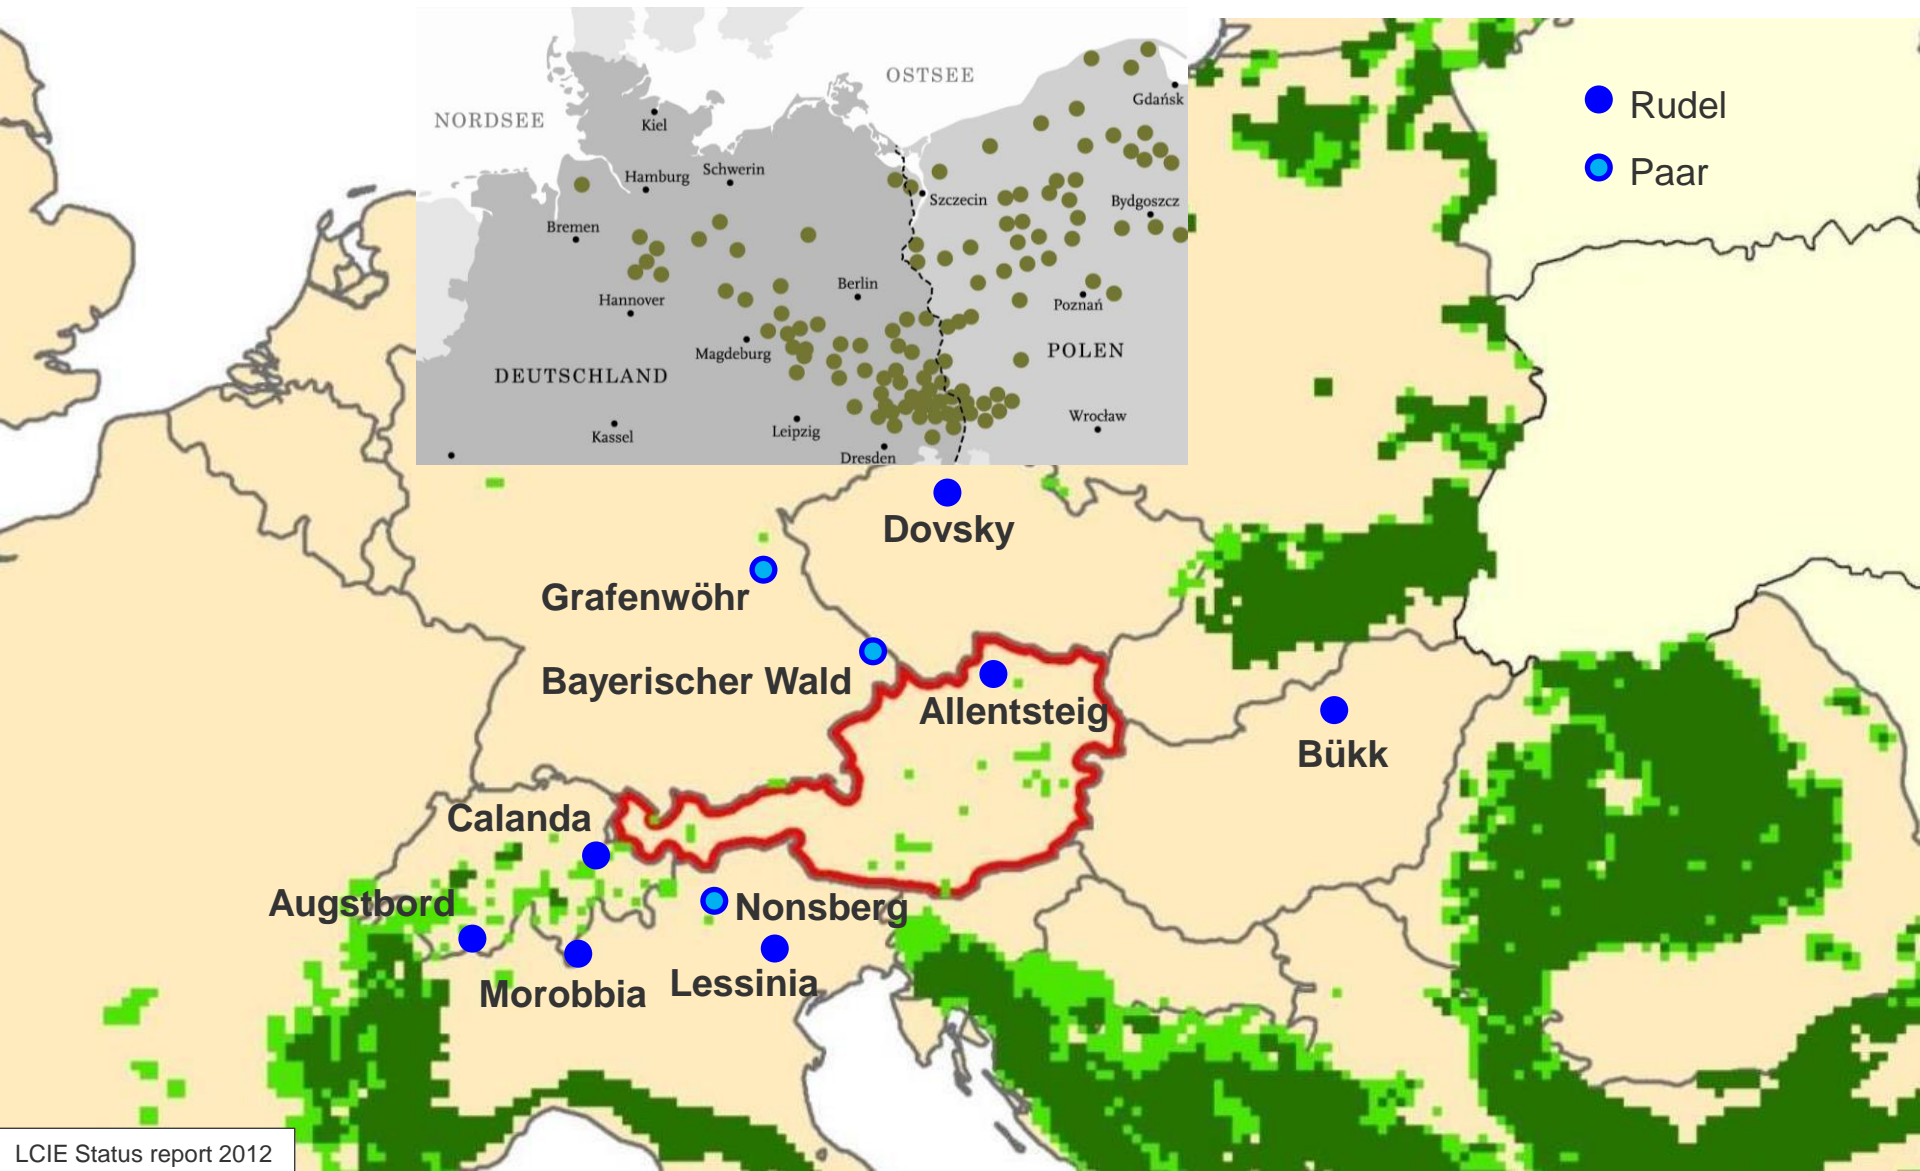 OSTSEE
NORDSEE
Gdańsk
Kiel
Schwerin
Hamburg
Szczecin
Bydgoszcz
Bremen
Berlin
Hannover
Poznań
Magdeburg
POLEN
DEUTSCHLAND
Wrocław
Kassel
Leipzig
Dresden
Rudel
Paar
Dovsky
Grafenwöhr
Bayerischer Wald
Allentsteig
Bükk
Calanda
Augstbord
Nonsberg
Morobbia
Lessinia
LCIE Status report 2012